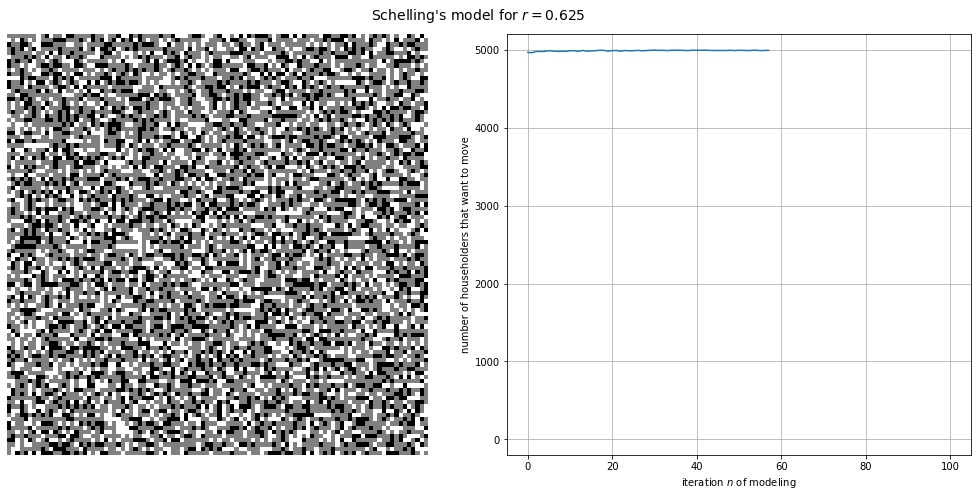 Schelling's model for r = 0.625
number of householders that want to move
5000
4000
3000
2000
1000
0
0 20 40 60 80 100
iteration n of modeling